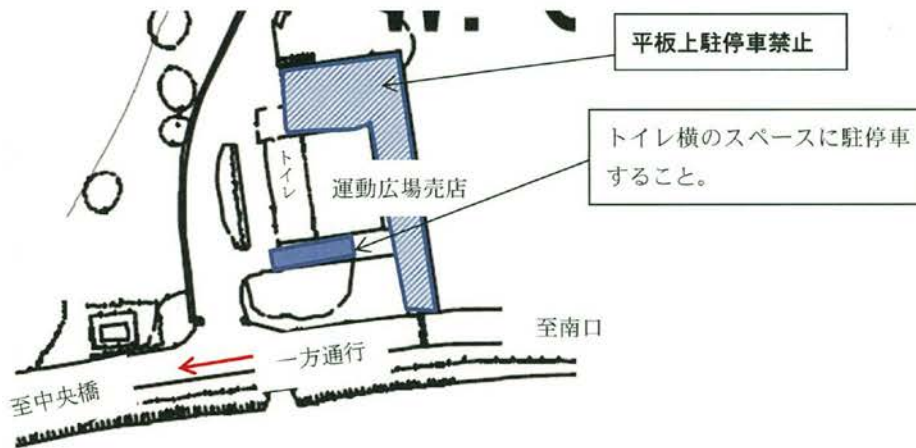 平板上駐停車禁止
トイレ横のスペースに駐停車
すること。
トイレ
運動広場売店
至南口
一方通行
至中央橋